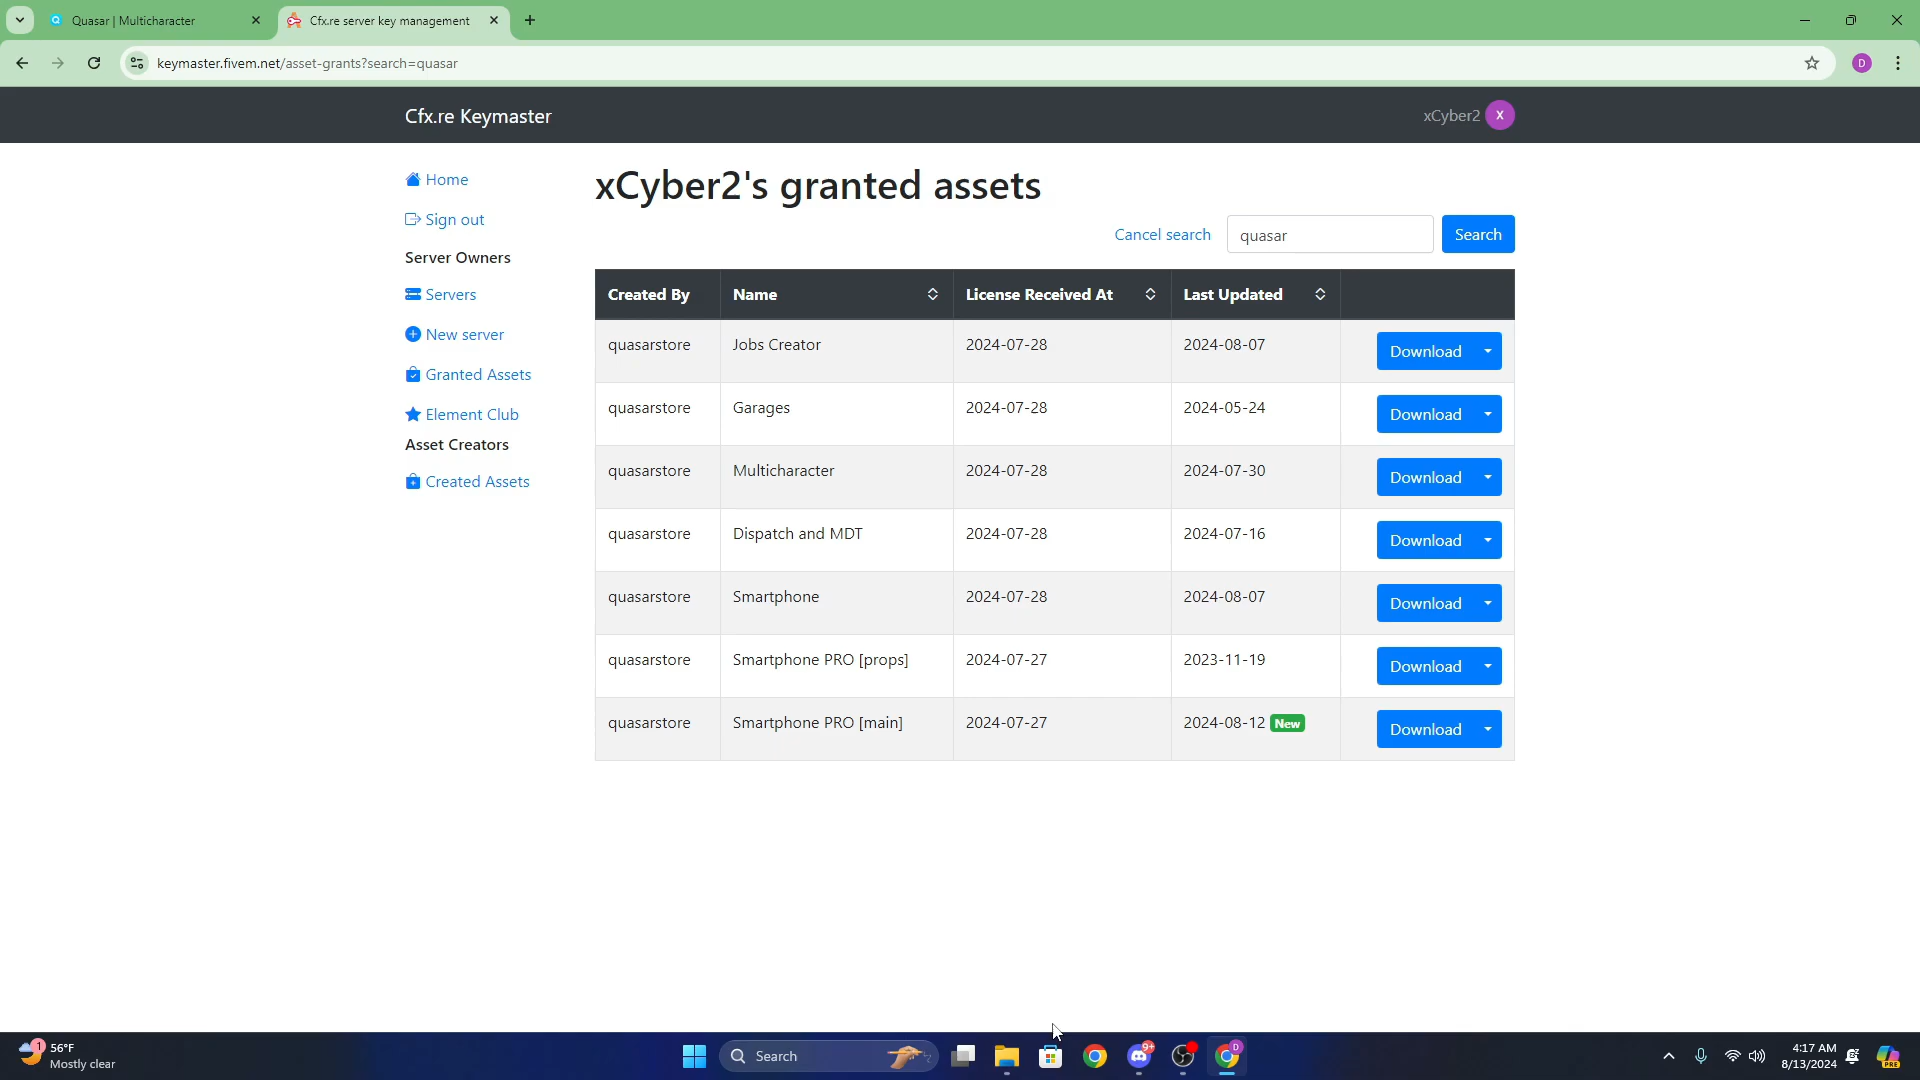 Quasar | Multicharacter
Cfx.re server key management
keymaster.fivem.net/asset-grants?search=quasar
D
Cfx.re Keymaster
xCyber2 X
Home
Sign out
Server Owners
Servers
New server
Granted Assets
Element Club
Asset Creators
Created Assets
xCyber2's granted assets
Cancel search quasar Search
Created By Name License Received At Last Updated
quasarstore Jobs Creator 2024-07-28 2024-08-07 Download
quasarstore Garages 2024-07-28 2024-05-24 Download
quasarstore Multicharacter 2024-07-28 2024-07-30 Download
quasarstore Dispatch and MDT 2024-07-28 2024-07-16 Download
quasarstore Smartphone 2024-07-28 2024-08-07 Download
quasarstore Smartphone PRO [props] 2024-07-27 2023-11-19 Download
quasarstore Smartphone PRO [main] 2024-07-27 2024-08-12 New Download
1
56°F
Mostly clear
Search
9+
D
4:17 AM
8/13/2024
PRE